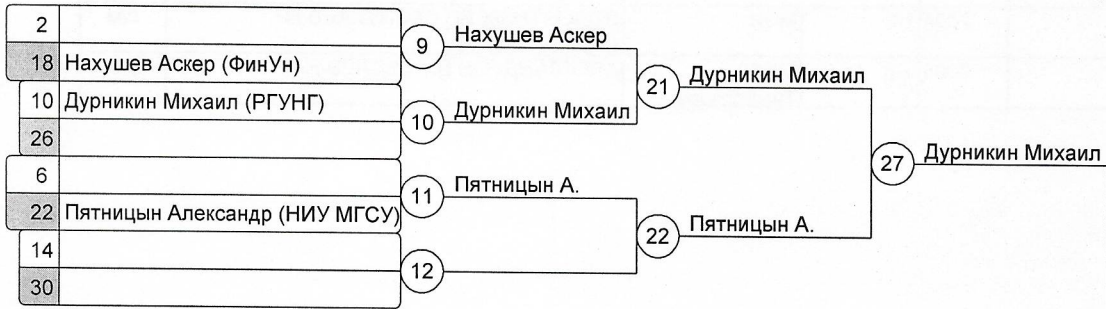 2
18 Нахушев Аскер (ФинУн)
10 Дурникин Михаил (РГУНГ)
26
6
22 Пятницын Александр (НИУ МГСУ)
14
30
9 Нахушев Аскер
10 Дурникин Михаил
11 Пятницын А.
12
21 Дурникин Михаил
22 Пятницын А.
27 Дурникин Михаил